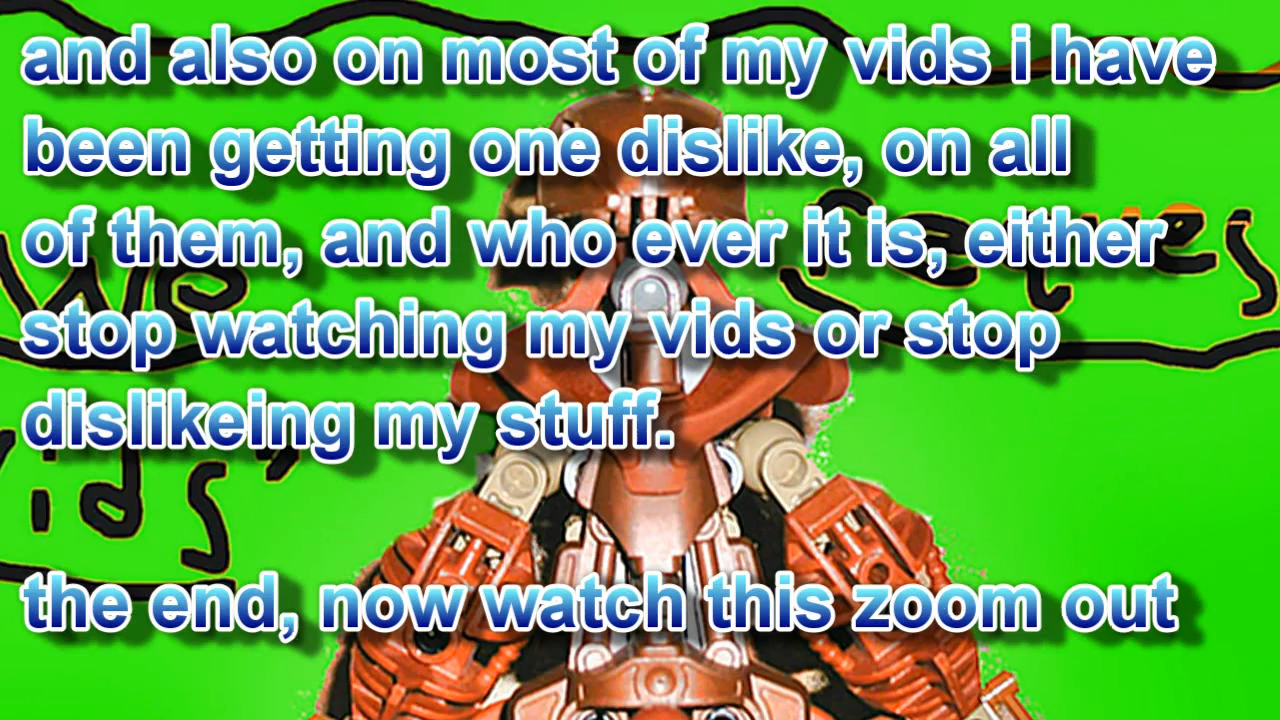 and also on most of my vids i have
been getting one dislike, on all
of them, and who ever it is, either
stop watching my vids or stop
dislikeing my stuff.
the end, now watch this zoom out